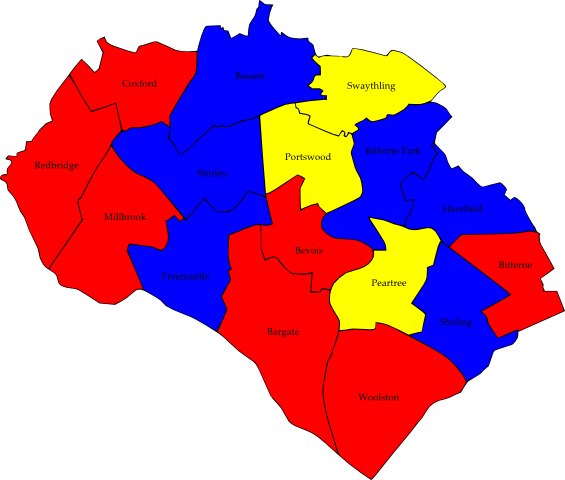 Bassett
Coxford
Swaythling
Bitterne Park
Portswood
Redbridge
Shirley
Harefield
Millbrook
Bevois
Bitterne
Freemantle
Peartree
Sholing
Bargate
Woolston